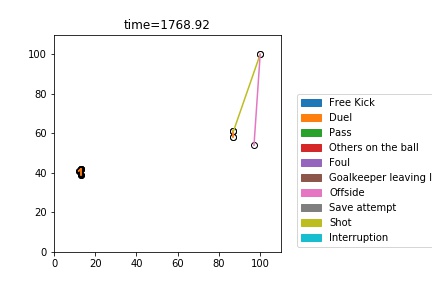 time=1768.92
100
80
60
40
20
0
0 20 40 60 80 100
Free Kick
Duel
Pass
Others on the ball
Foul
Goalkeeper leaving
Offside
Save attempt
Shot
Interruption